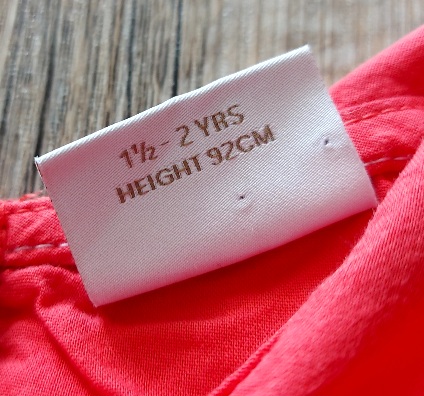 1½ - 2 YRS
HEIGHT 92CM